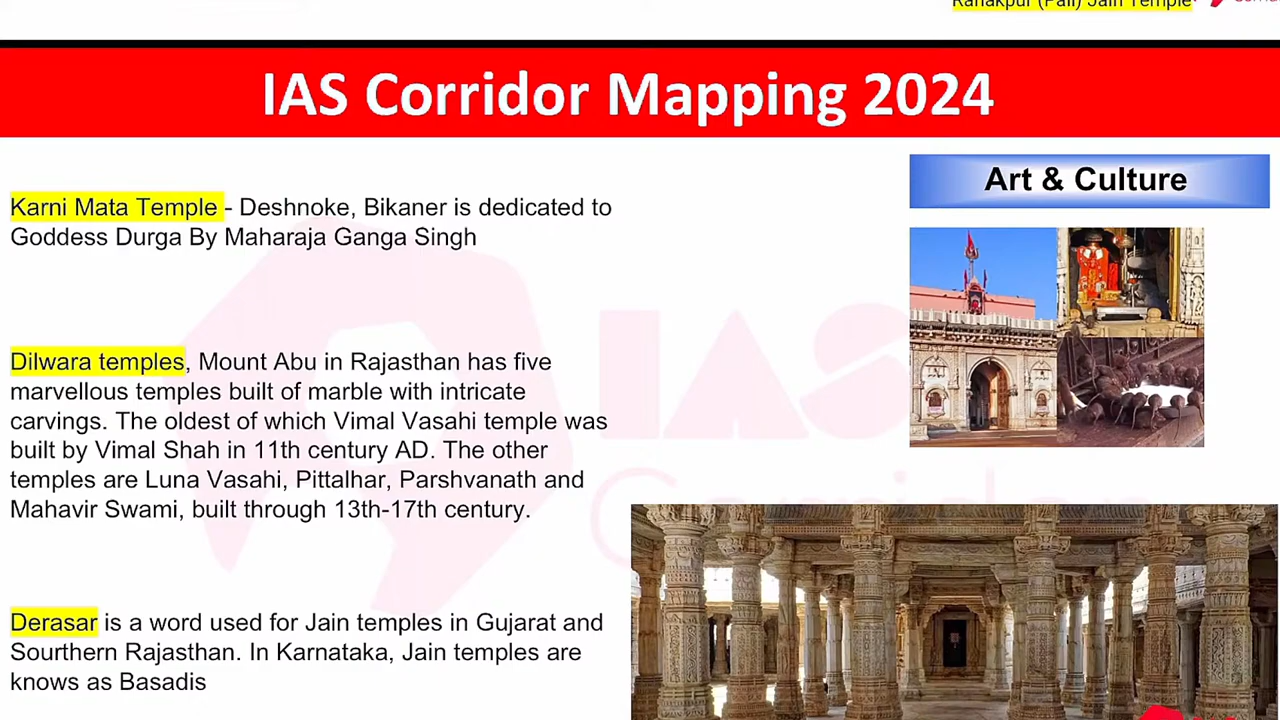 Ranakpur (Pali) Jain Temple
IAS Corridor Mapping 2024
Art & Culture
Karni Mata Temple - Deshnoke, Bikaner is dedicated to
Goddess Durga By Maharaja Ganga Singh
Dilwara temples, Mount Abu in Rajasthan has five
marvellous temples built of marble with intricate
carvings. The oldest of which Vimal Vasahi temple was
built by Vimal Shah in 11th century AD. The other
temples are Luna Vasahi, Pittalhar, Parshvanath and
Mahavir Swami, built through 13th-17th century.
Derasar is a word used for Jain temples in Gujarat and
Sourthern Rajasthan. In Karnataka, Jain temples are
knows as Basadis
IAS
Corridor